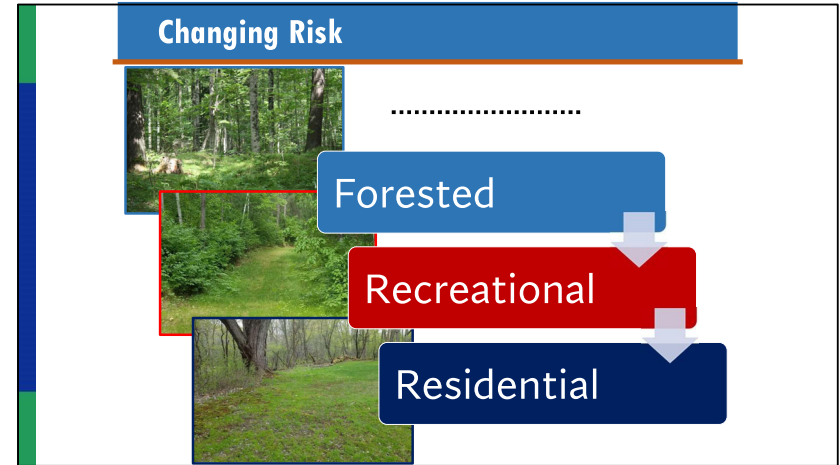 Changing Risk
.........................
Forested
Recreational
Residential